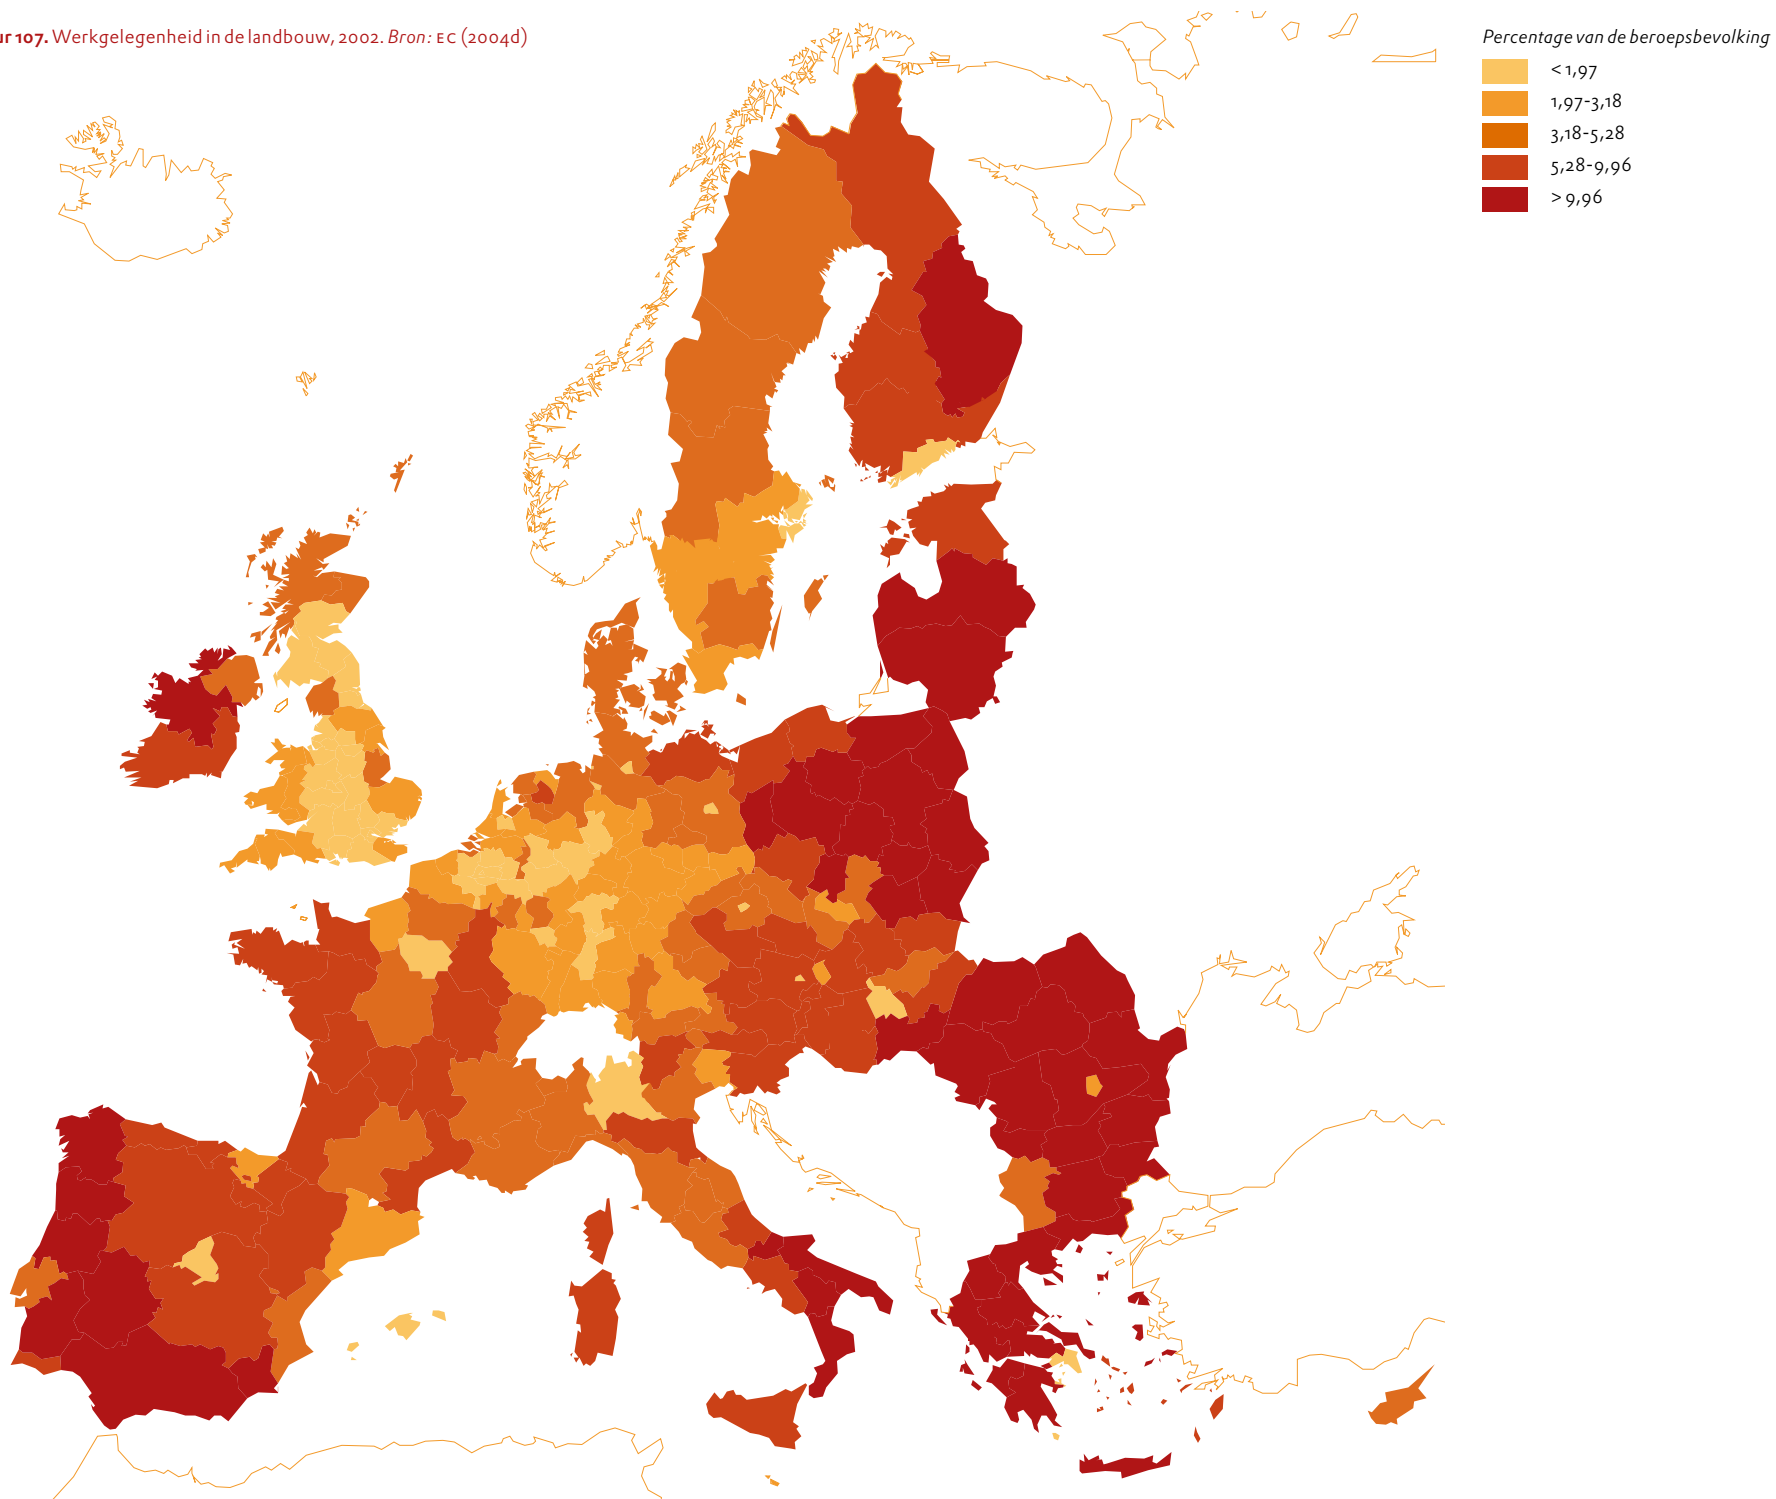 ur 107. Werkgelegenheid in de landbouw, 2002. Bron: EC (2004d)
Percentage van de beroepsbevolking
< 1,97
1,97-3,18
3,18-5,28
5,28-9,96
> 9,96